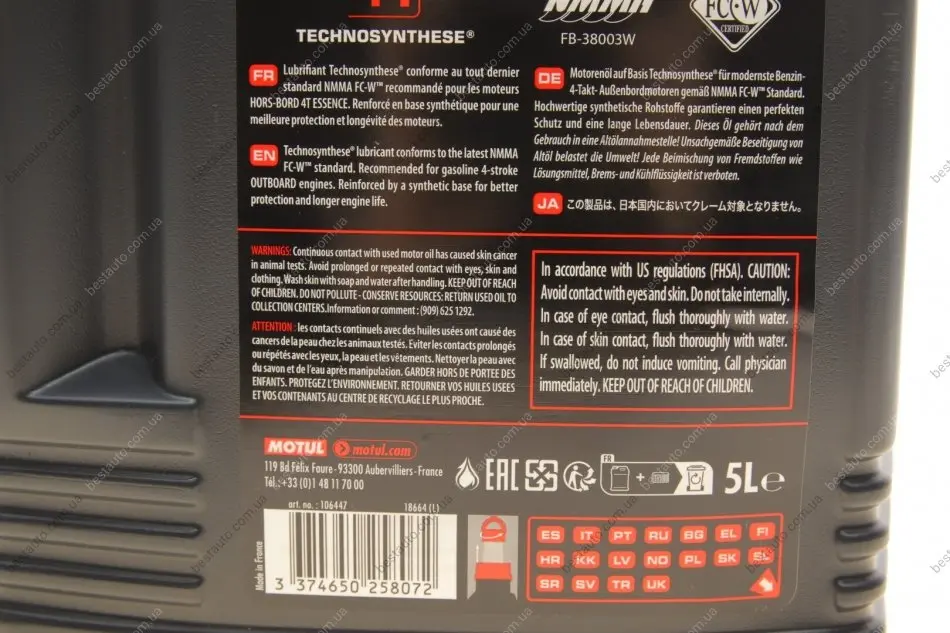 TECHNOSYNTHESE®
NMMA
FB-38003W
FC-W
CERTIFIED
FR
Lubrifiant Technosynthese® conforme au tout dernier
standard NMMA FC-W™ recommandé pour les moteurs
HORS-BORD 4T ESSENCE. Renforcé en base synthétique pour une
meilleure protection et longévité des moteurs.
EN
Technosynthese® lubricant conforms to the latest NMMA
FC-W™ standard. Recommended for gasoline 4-stroke
OUTBOARD engines. Reinforced by a synthetic base for better
protection and longer engine life.
DE
Motorenöl auf Basis Technosynthese® für modernste Benzin-
4-Takt- Außenbordmotoren gemäß NMMA FC-W™ Standard.
Hochwertige synthetische Rohstoffe garantieren einen perfekten
Schutz und eine lange Lebensdauer. Dieses Öl gehört nach dem
Gebrauch in eine Altölannahmestelle! Unsachgemäße Beseitigung von
Altöl belastet die Umwelt! Jede Beimischung von Fremdstoffen wie
Lösungsmittel, Brems- und Kühlflüssigkeit ist verboten.
JA
この製品は、日本国内においてクレーム対象となりません。
WARNINGS: Continuous contact with used motor oil has caused skin cancer
in animal tests. Avoid prolonged or repeated contact with eyes, skin and
clothing. Wash skin with soap and water after handling. KEEP OUT OF REACH
OF CHILDREN. DO NOT POLLUTE - CONSERVE RESOURCES: RETURN USED OIL TO
COLLECTION CENTERS. Information or comment : (909) 625 1292.
ATTENTION : les contacts continuels avec des huiles usées ont causé des
cancers de la peau chez les animaux testés. Eviter les contacts prolongés
ou répétés avec les yeux, la peau et les vêtements. Nettoyer la peau avec
du savon et de l'eau après manipulation. GARDER HORS DE PORTEE DES
ENFANTS. PROTEGEZ L'ENVIRONNEMENT. RETOURNER VOS HUILES USEES
ET VOS CONTENANTS AU CENTRE DE RECYCLAGE LE PLUS PROCHE.
In accordance with US regulations (FHSA). CAUTION:
Avoid contact with eyes and skin. Do not take internally.
In case of eye contact, flush thoroughly with water.
In case of skin contact, flush thoroughly with water.
If swallowed, do not induce vomiting. Call physician
immediately. KEEP OUT OF REACH OF CHILDREN.
MOTUL motul.com
119 Bd Félix Faure - 93300 Aubervilliers - France
Tél.:+33 (0)1 48 11 70 00
EAC
FR
+
5L e
art. no. : 106447 18664 (L)
Made in France
3 374650 258072
ES IT PT RU BG EL FI
HR KK LV NO PL SK SL
SR SV TR UK
bestauto.com.ua